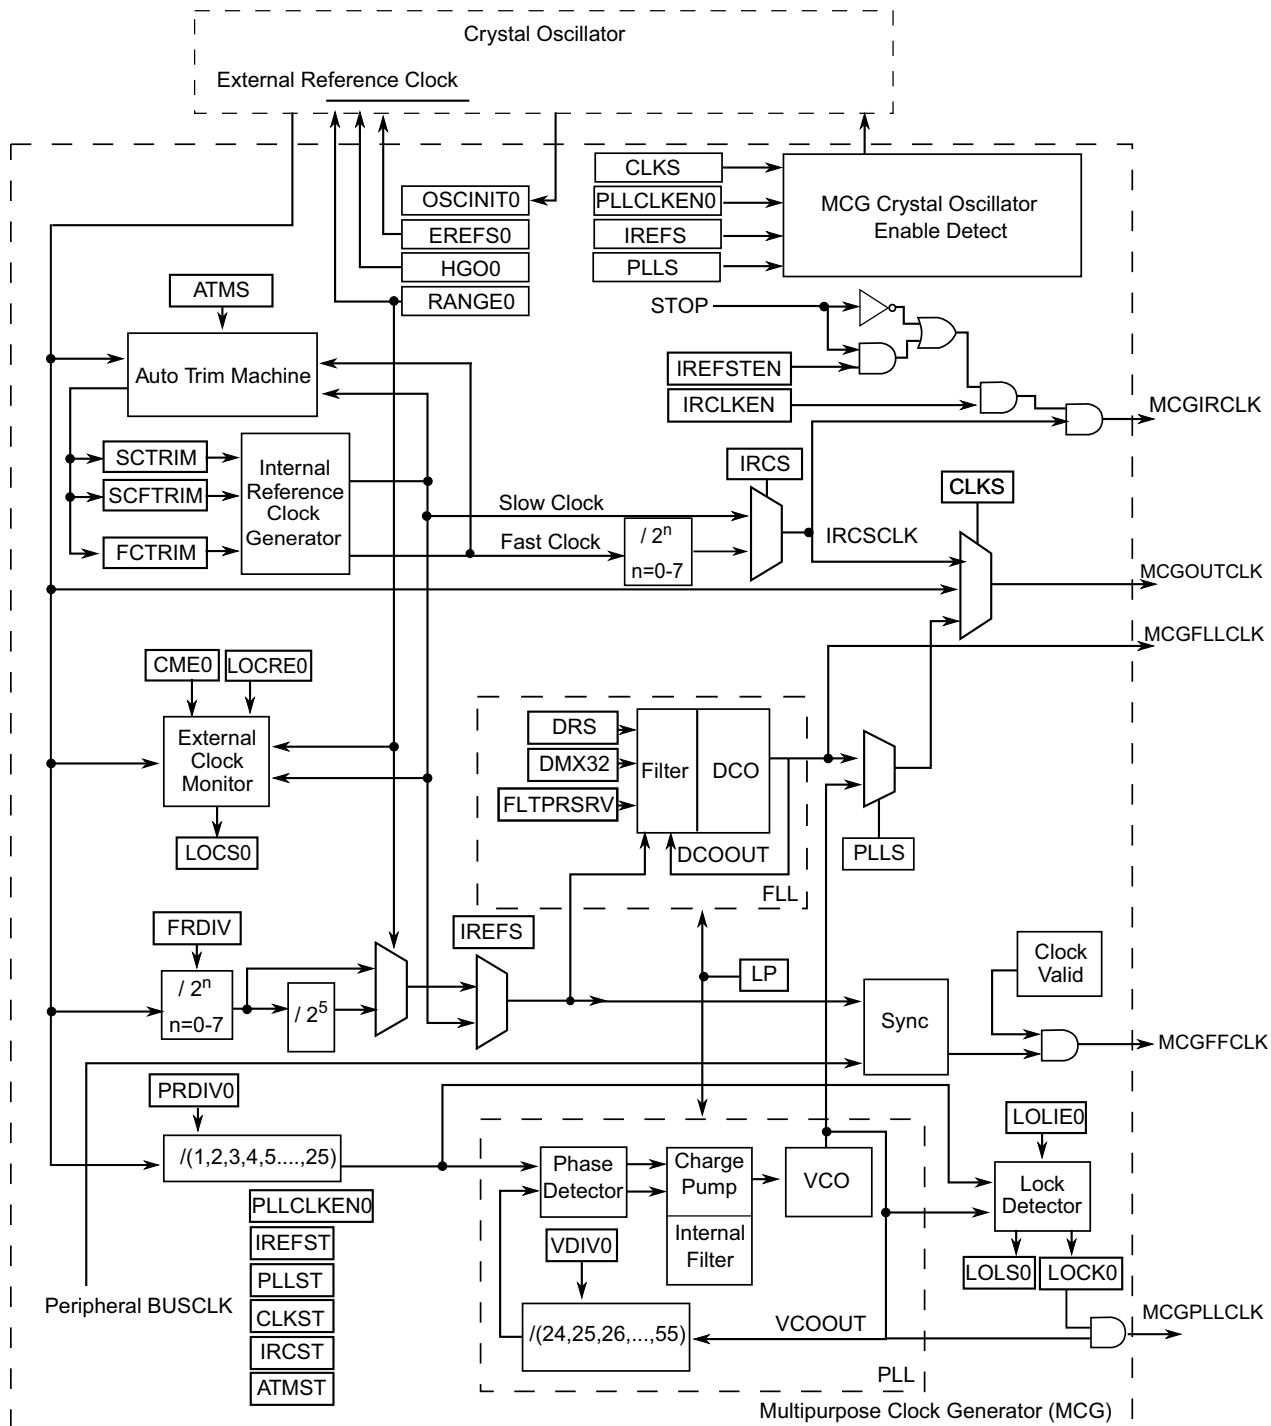 Crystal Oscillator
External Reference Clock
CLKS
PLLCLKEN0
IREFS
PLLS
MCG Crystal Oscillator
Enable Detect
OSCINIT0
EREFS0
HGO0
RANGE0
ATMS
STOP
Auto Trim Machine
IREFSTEN
IRCLKEN
MCGIRCLK
SCTRIM
SCFTRIM
FCTRIM
Internal
Reference
Clock
Generator
IRCS
CLKS
Slow Clock
Fast Clock
/ 2n
n=0-7
IRCSCLK
MCGOUTCLK
MCGFLLCLK
CME0
LOCRE0
External
Clock
Monitor
LOCS0
DRS
DMX32
FLTPRSRV
Filter
DCO
DCOOUT
FLL
PLLS
FRDIV
/ 2n
n=0-7
/ 25
IREFS
LP
Clock
Valid
Sync
MCGFFCLK
PRDIV0
/(1,2,3,4,5....,25)
LOLIE0
Phase
Detector
Charge
Pump
Internal
Filter
VCO
Lock
Detector
PLLCLKEN0
IREFST
PLLST
CLKST
IRCST
ATMST
VDIV0
LOLS0
LOCK0
Peripheral BUSCLK
/(24,25,26,...,55)
VCOOUT
MCGPLLCLK
PLL
Multipurpose Clock Generator (MCG)